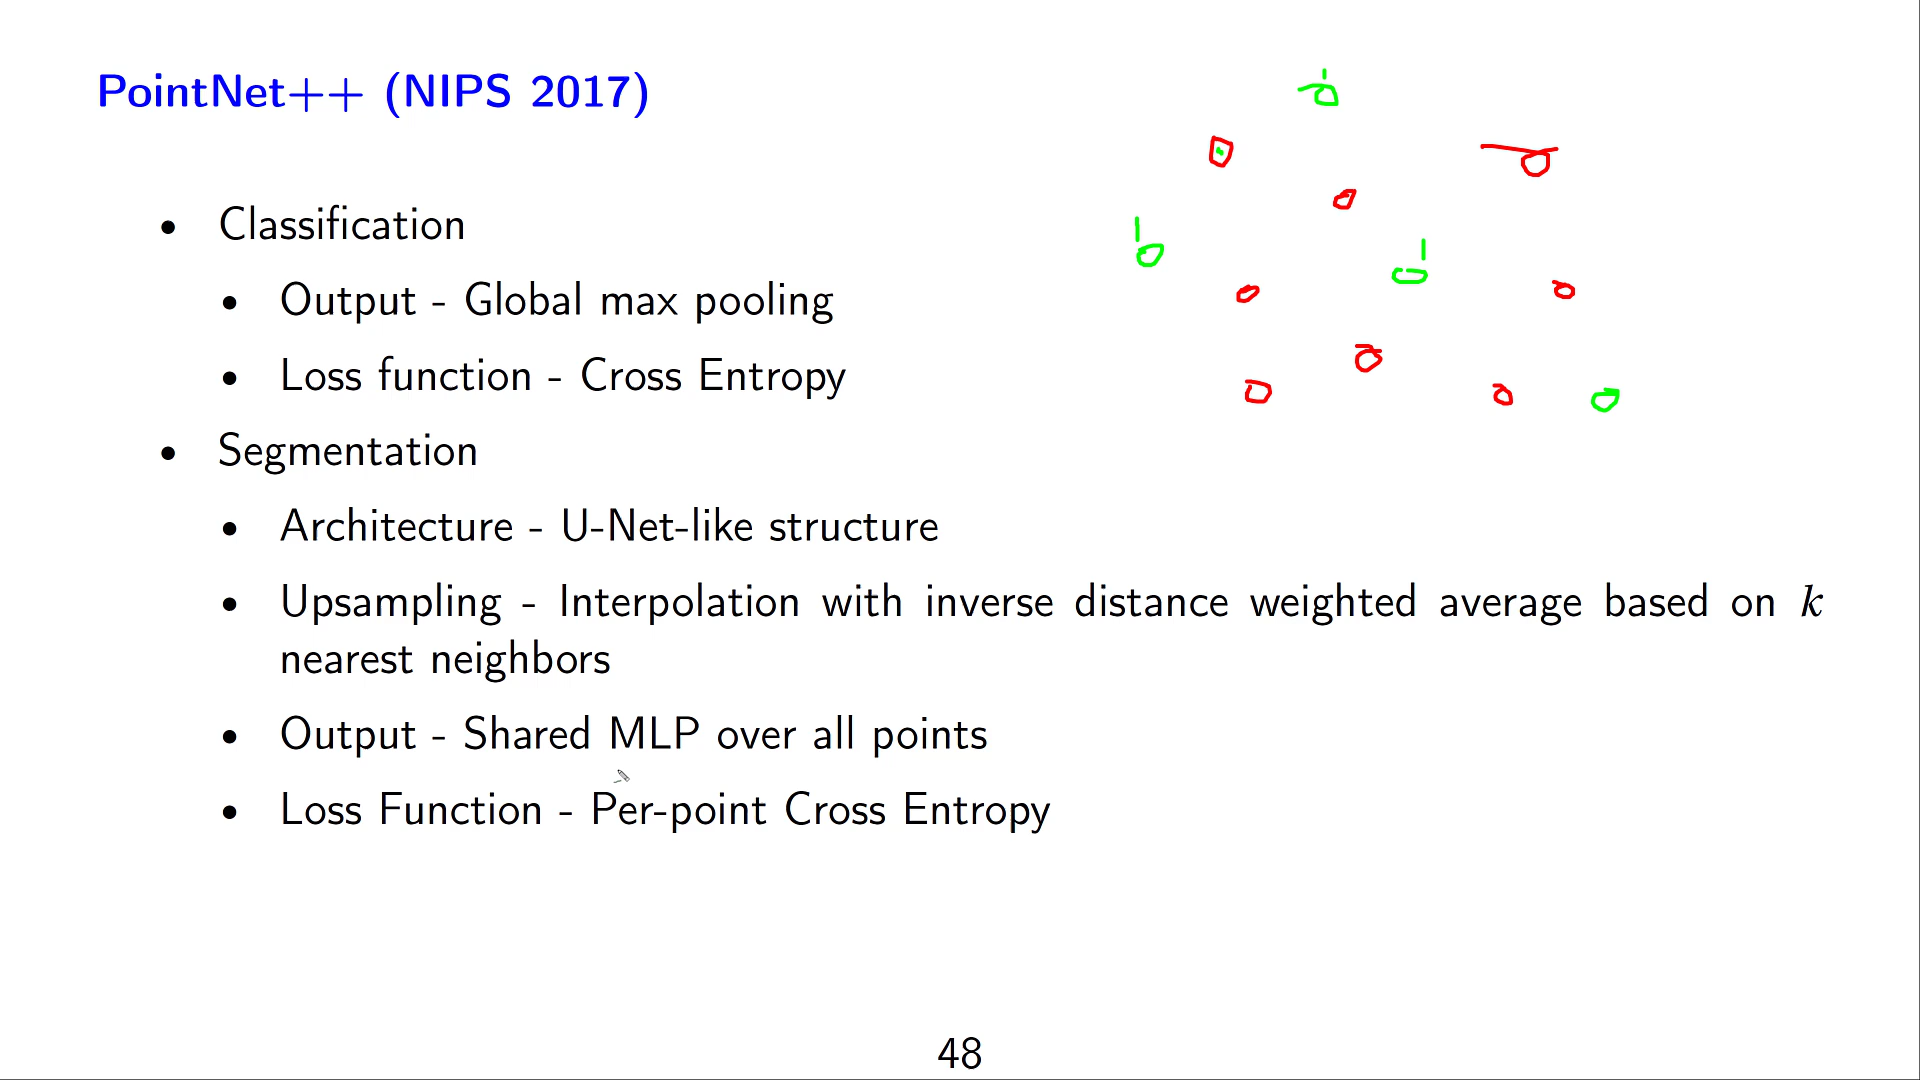 PointNet++ (NIPS 2017)
• Classification
• Output - Global max pooling
• Loss function - Cross Entropy
• Segmentation
• Architecture - U-Net-like structure
• Upsampling - Interpolation with inverse distance weighted average based on k
nearest neighbors
• Output - Shared MLP over all points
• Loss Function - Per-point Cross Entropy
48